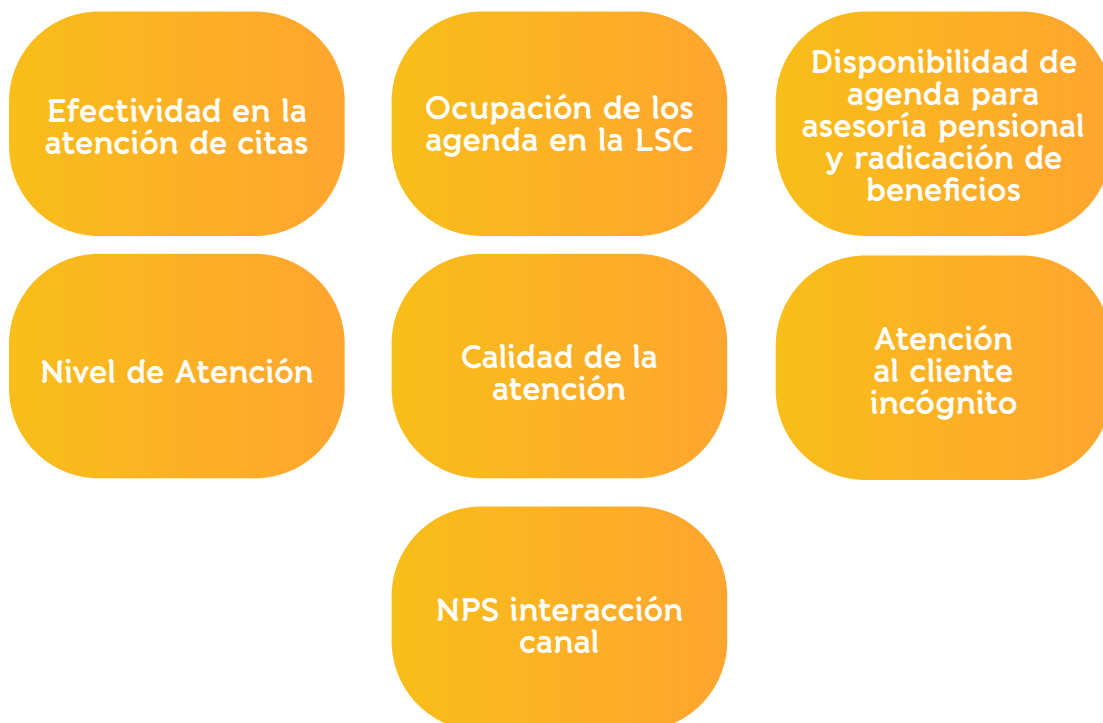 Efectividad en la
atención de citas
Ocupación de los
agenda en la LSC
Disponibilidad de
agenda para
asesoría pensional
y radicación de
beneficios
Nivel de Atención
Calidad de la
atención
Atención
al cliente
incógnito
NPS interacción
canal